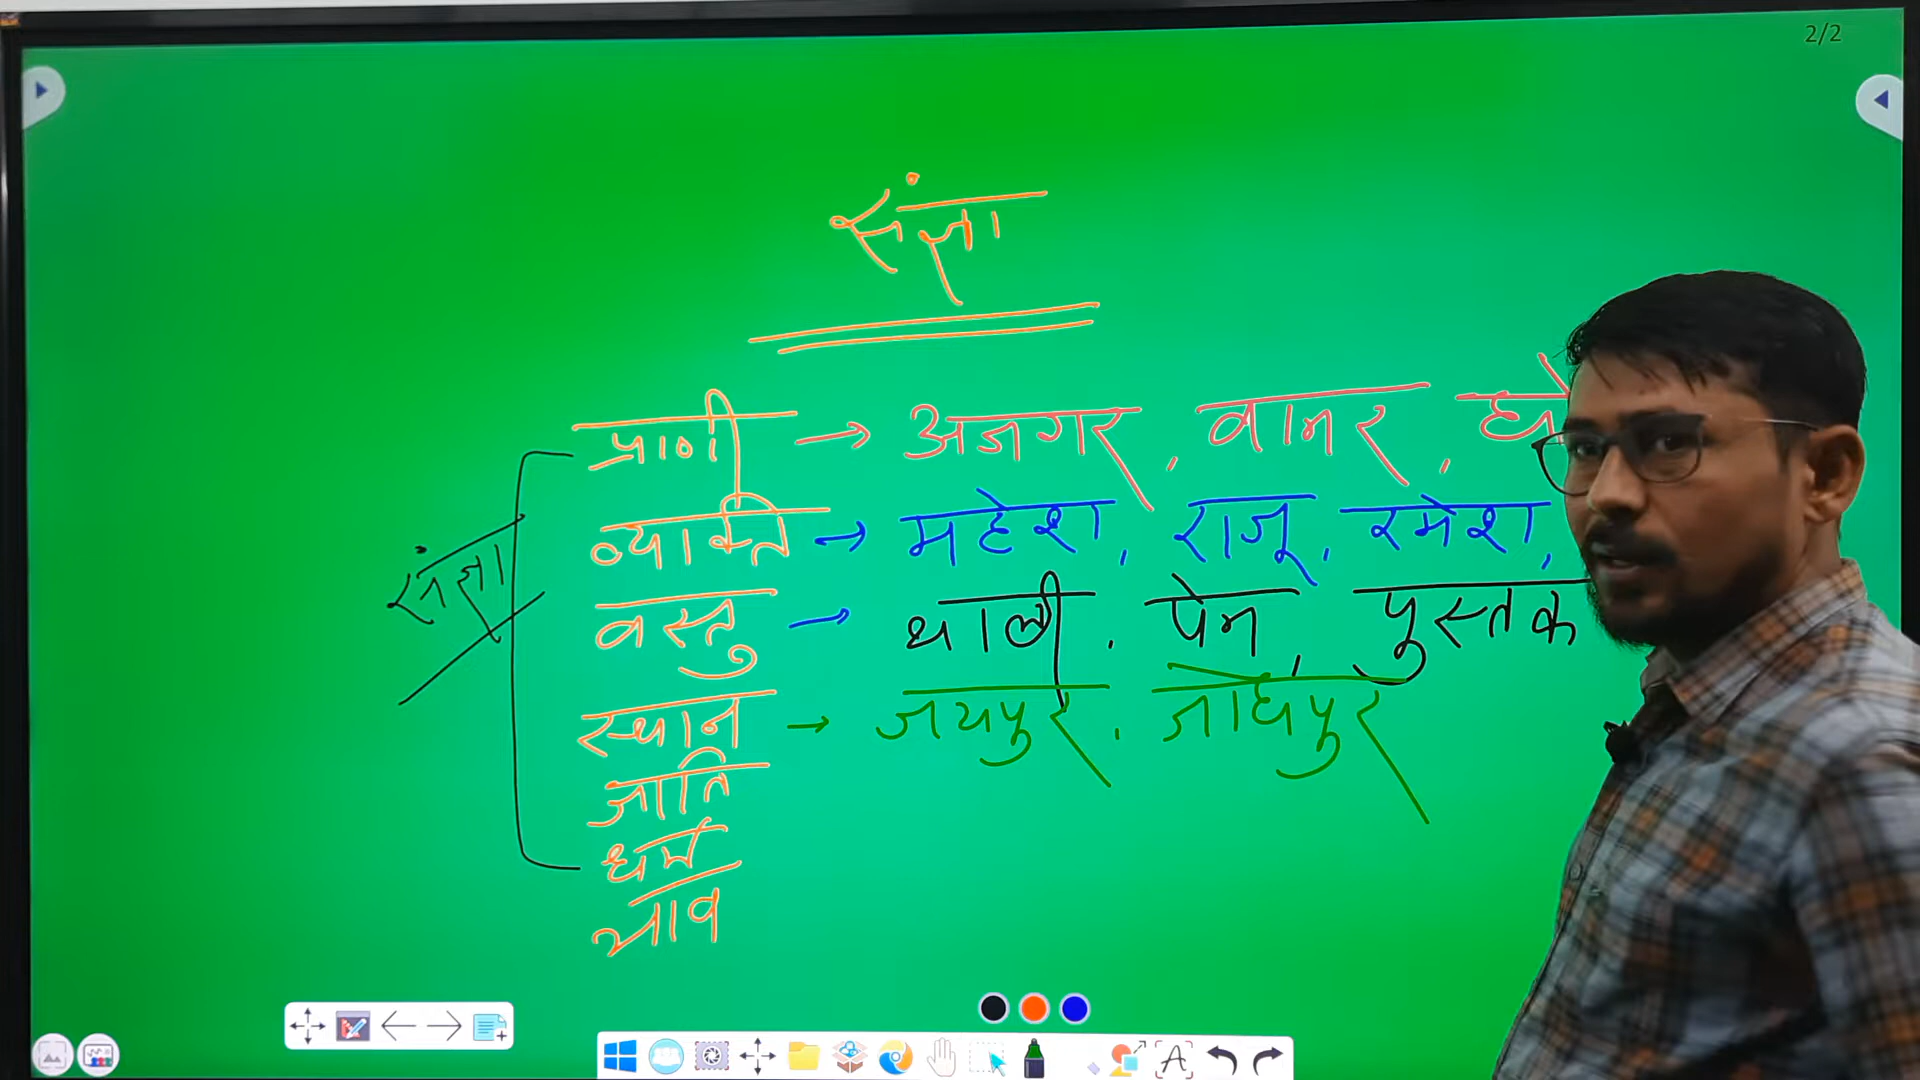 2/2
संज्ञा
प्राणी → अजगर, वानर,
व्यक्ति → महेश, राजू, रमेश,
संज्ञा
वस्तु → थाली, पेन, पुस्तक
स्थान → जयपुर, जोधपुर
जाति
धर्म
भाव